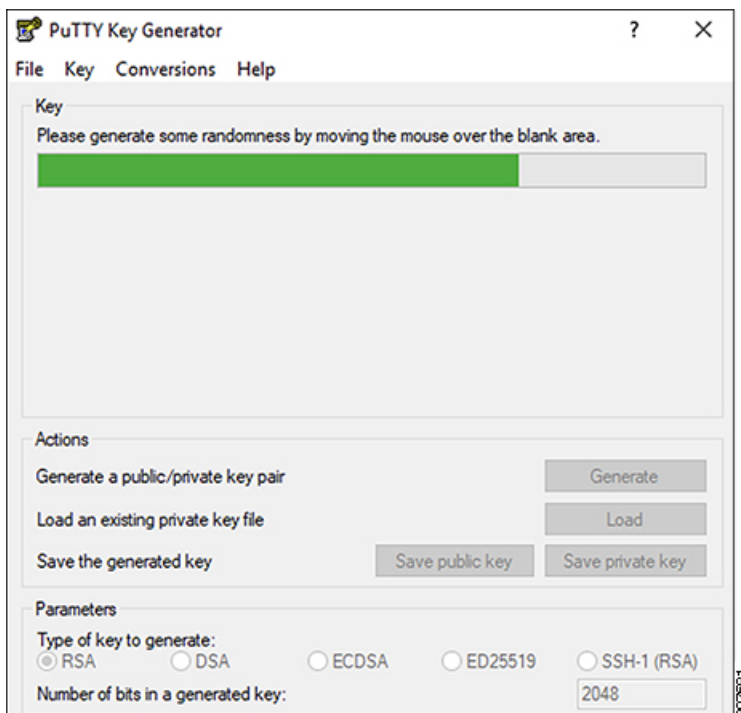 PuTTY Key Generator ? ×
File Key Conversions Help
Key
Please generate some randomness by moving the mouse over the blank area.
Actions
Generate a public/private key pair Generate
Load an existing private key file Load
Save the generated key Save public key Save private key
Parameters
Type of key to generate:
RSA DSA ECDSA ED25519 SSH-1 (RSA)
Number of bits in a generated key: 2048